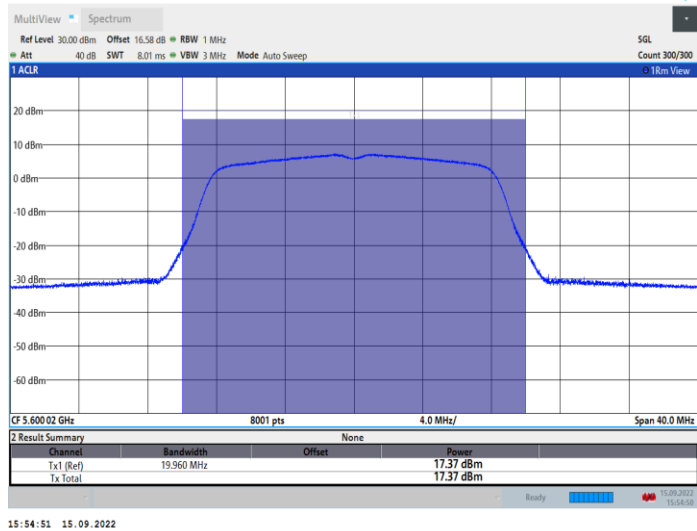 MultiView Spectrum
Ref Level 30.00 dBm Offset 16.58 dB RBW 1 MHz SGL
Att 40 dB SWT 8.01 ms VBW 3 MHz Mode Auto Sweep Count 300/300
1 ACLR 1Rm View
20 dBm
10 dBm
0 dBm
-10 dBm
-20 dBm
-30 dBm
-40 dBm
-50 dBm
-60 dBm
CF 5.600 02 GHz 8001 pts 4.0 MHz/ Span 40.0 MHz
2 Result Summary None
Channel Bandwidth Offset Power
Tx1 (Ref) 19.960 MHz 17.37 dBm
Tx Total 17.37 dBm
Ready 15.09.2022
15:54:50
15:54:51 15.09.2022